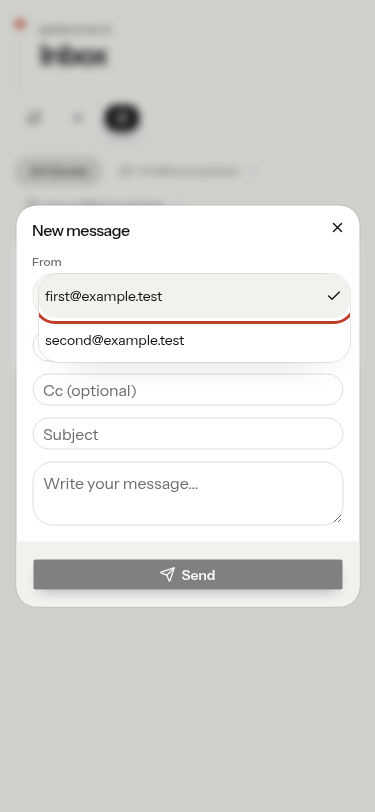 Inbox
New message
From
first@example.test
second@example.test
Cc (optional)
Subject
Write your message...
Send